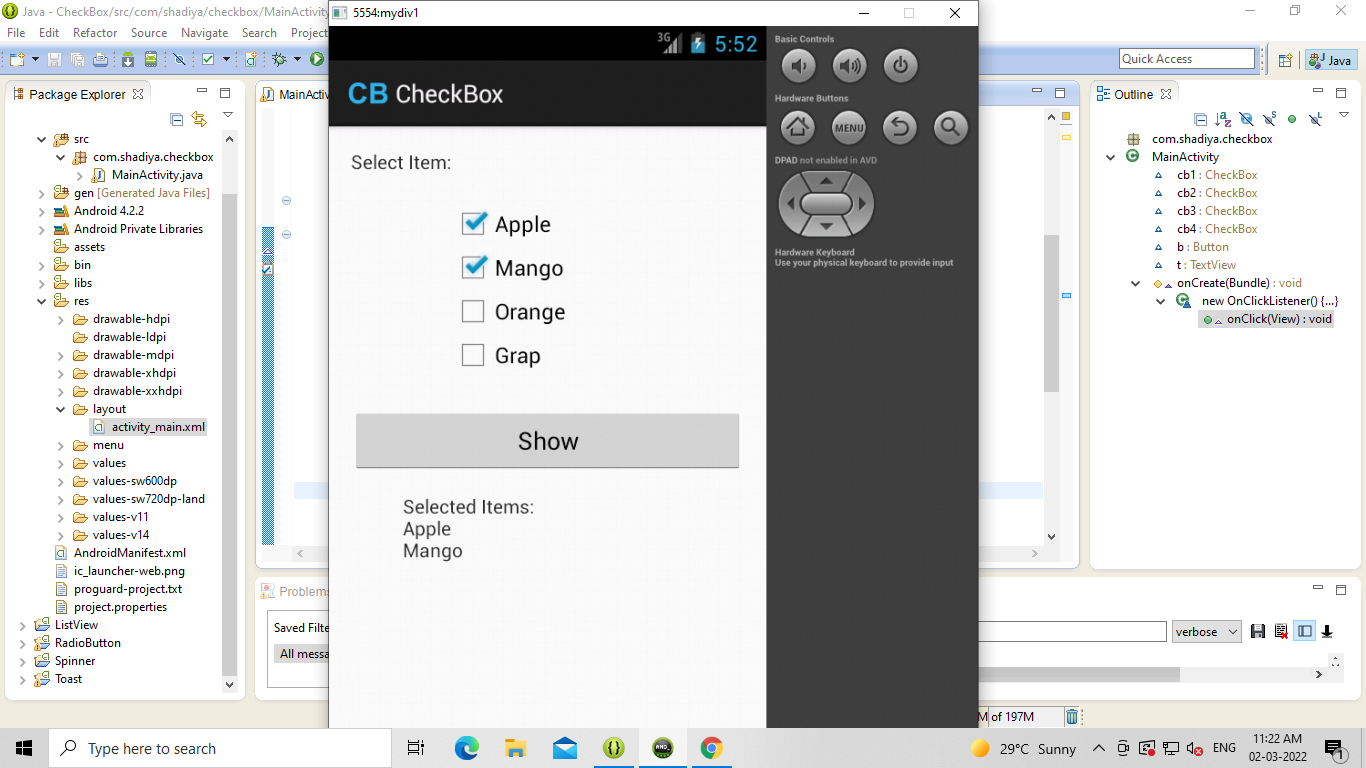 Java - CheckBox/src/com/shadiya/checkbox/MainActivity
File Edit Refactor Source Navigate Search Project
Quick Access
Java
Package Explorer
src
com.shadiya.checkbox
MainActivity.java
gen [Generated Java Files]
Android 4.2.2
Android Private Libraries
assets
bin
libs
res
drawable-hdpi
drawable-ldpi
drawable-mdpi
drawable-xhdpi
drawable-xxhdpi
layout
activity_main.xml
menu
values
values-sw600dp
values-sw720dp-land
values-v11
values-v14
AndroidManifest.xml
ic_launcher-web.png
proguard-project.txt
project.properties
ListView
RadioButton
Spinner
Toast
MainActiv
Problems
Saved Filte
All messa
5554:mydiv1
3G 5:52
CB CheckBox
Select Item:
Apple
Mango
Orange
Grap
Show
Selected Items:
Apple
Mango
Basic Controls
Hardware Buttons
MENU
DPAD not enabled in AVD
Hardware Keyboard
Use your physical keyboard to provide input
Outline
com.shadiya.checkbox
MainActivity
cb1 : CheckBox
cb2 : CheckBox
cb3 : CheckBox
cb4 : CheckBox
b : Button
t : TextView
onCreate(Bundle) : void
new OnClickListener() {...}
onClick(View) : void
verbose
M of 197M
Type here to search
29°C Sunny
ENG
11:22 AM
02-03-2022
1